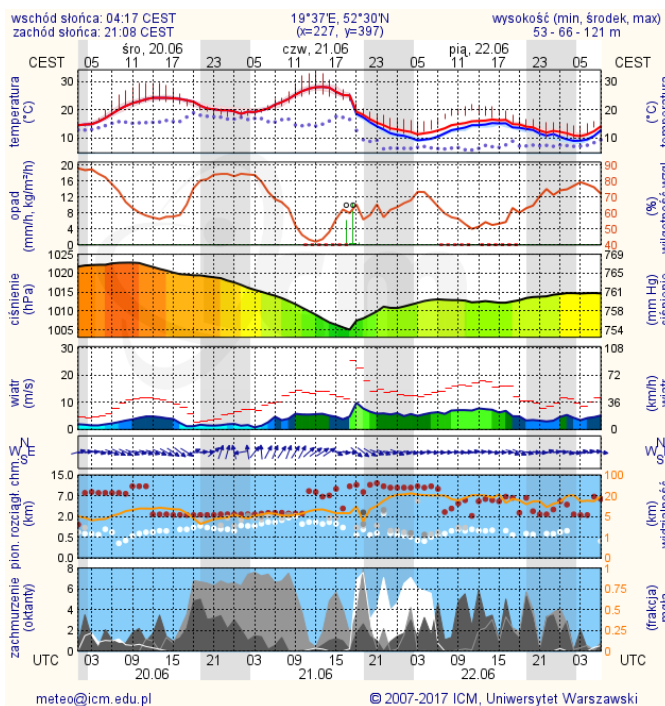 wschód słońca: 04:17 CEST
zachód słońca: 21:08 CEST
19°37'E, 52°30'N
(x=227, y=397)
wysokość (min, środek, max)
53 - 66 - 121 m
śro, 20.06 czw, 21.06 pią, 22.06
CEST 05 11 17 23 05 11 17 23 05 11 17 23 05 CEST
temperatura
(°C)
30 20 10
30 20 10
temperatura
(°C)
opad
(mm/h, kg/m²/h)
20 16 12 8 4 0
90 80 70 60 50 40
(%)
ciśnienie
(hPa)
1025 1020 1015 1010 1005
769 765 761 758 754
(mm Hg)
ciśnienie
wiatr
(m/s)
30 20 10 0
108 72 36 0
(km/h)
W N S E
N
S
pion. rozciągł. chm.
(km)
15.0 7.0 2.0 0.5 0.0
100 20 5 1 0
(km)
widzialność
zachmurzenie
(oktanty)
8 6 4 2 0
1 0.75 0.5 0.25 0
(frakcja)
mgła
UTC 03 09 15 21 03 09 15 21 03 09 15 21 03 UTC
20.06 21.06 22.06
meteo@icm.edu.pl
© 2007-2017 ICM, Uniwersytet Warszawski